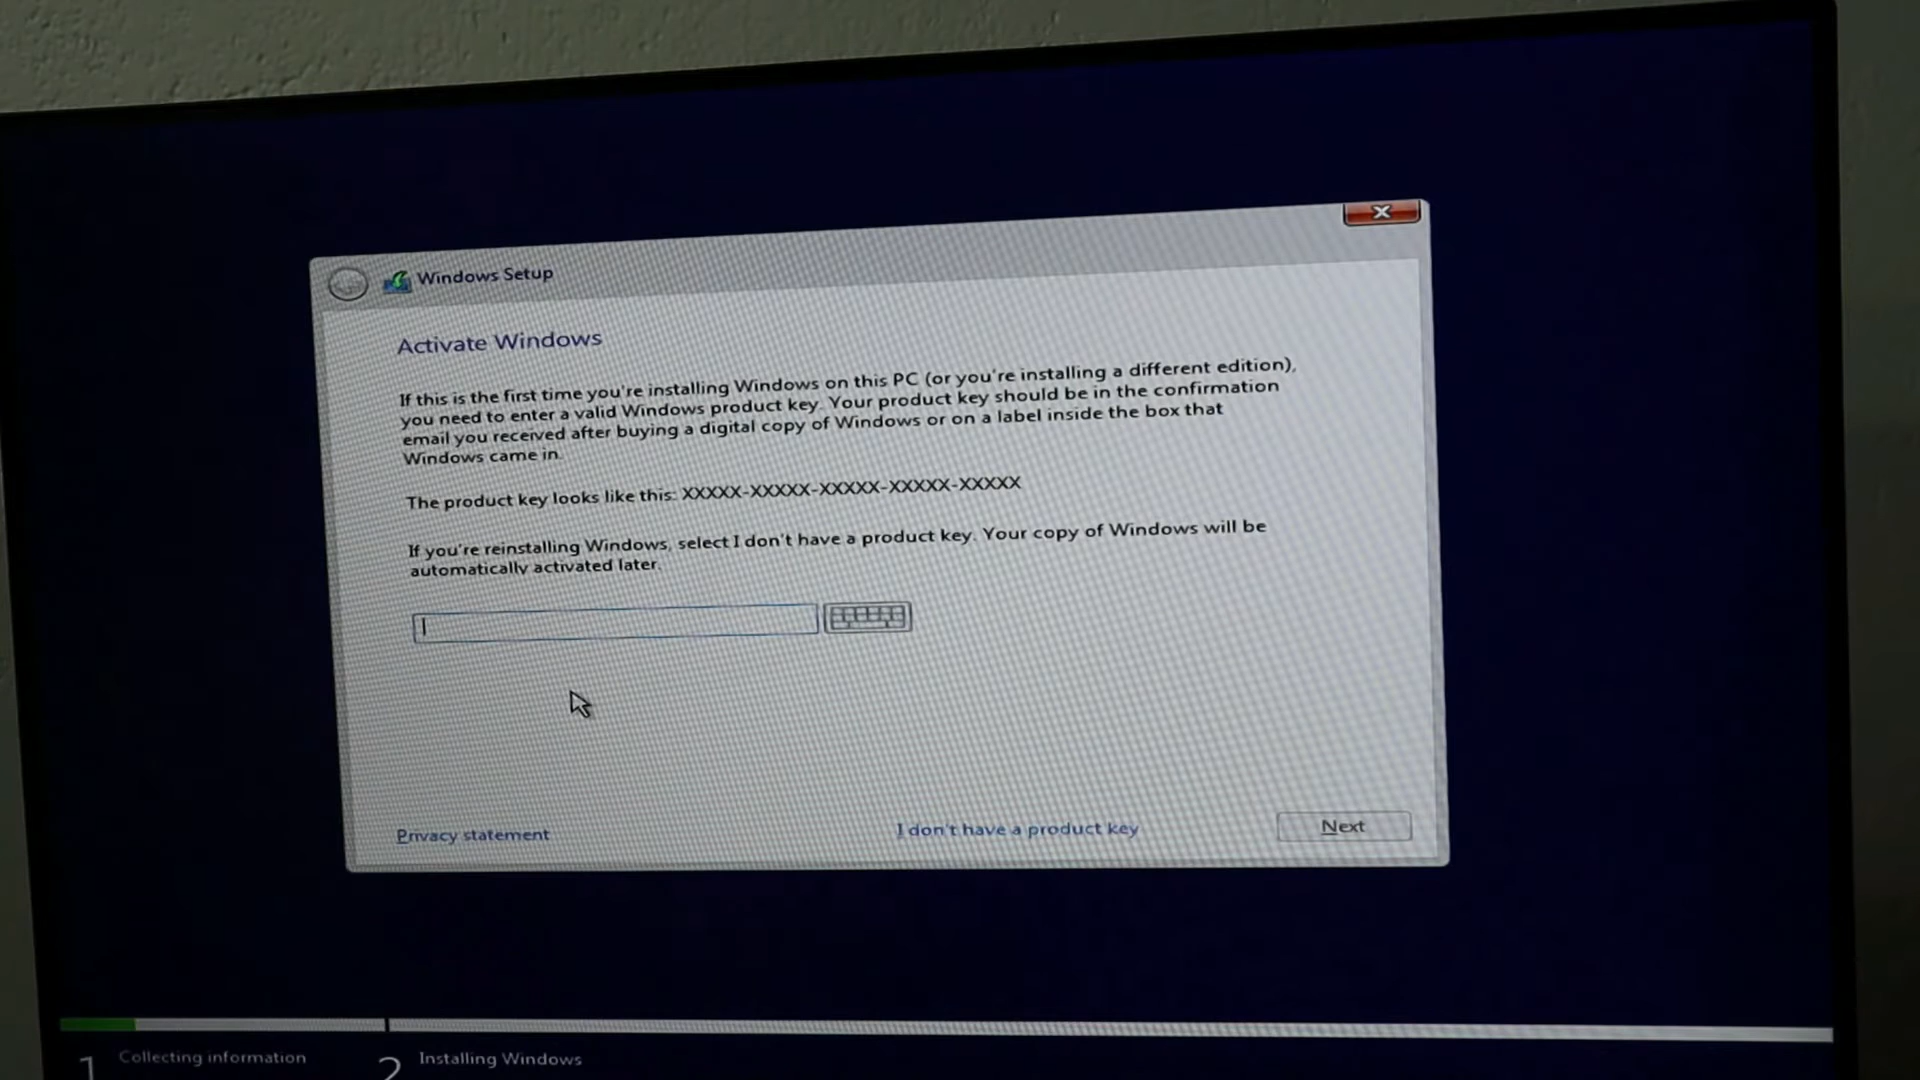 Windows Setup
Activate Windows
If this is the first time you're installing Windows on this PC (or you're installing a different edition),
you need to enter a valid Windows product key. Your product key should be in the confirmation
email you received after buying a digital copy of Windows or on a label inside the box that
Windows came in.
The product key looks like this: XXXXX-XXXXX-XXXXX-XXXXX-XXXXX
If you're reinstalling Windows, select I don't have a product key. Your copy of Windows will be
automatically activated later.
Privacy statement
I don't have a product key
Next
1 Collecting information
2 Installing Windows